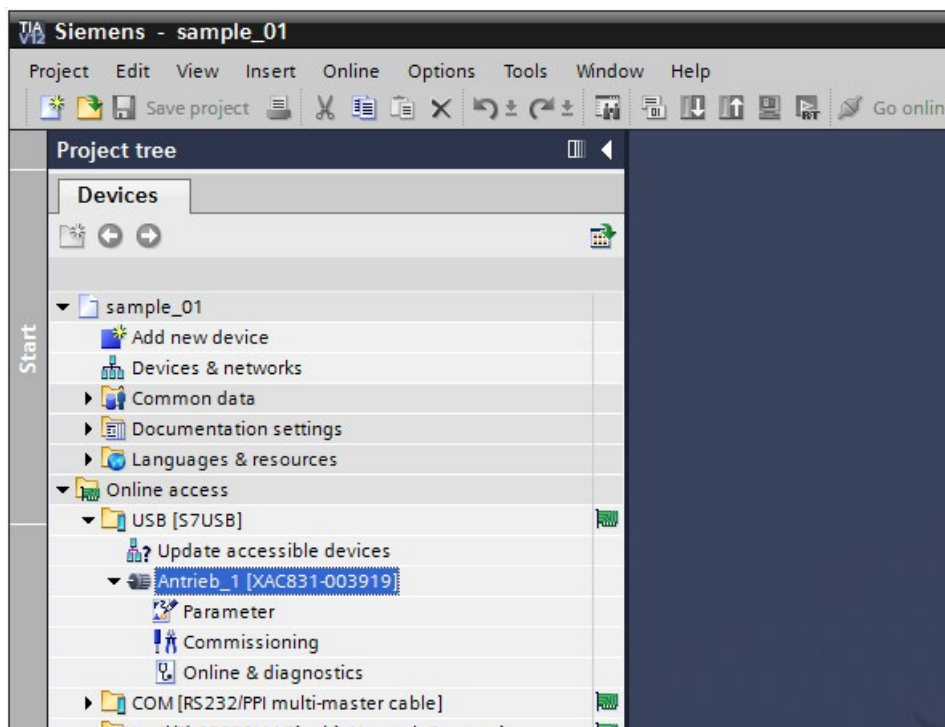 TIA V12 Siemens - sample_01
Project Edit View Insert Online Options Tools Window Help
Save project Go onlin
Project tree
Devices
Start
sample_01
Add new device
Devices & networks
Common data
Documentation settings
Languages & resources
Online access
USB [S7USB]
Update accessible devices
Antrieb_1 [XAC831-003919]
Parameter
Commissioning
Online & diagnostics
COM [RS232/PPI multi-master cable]